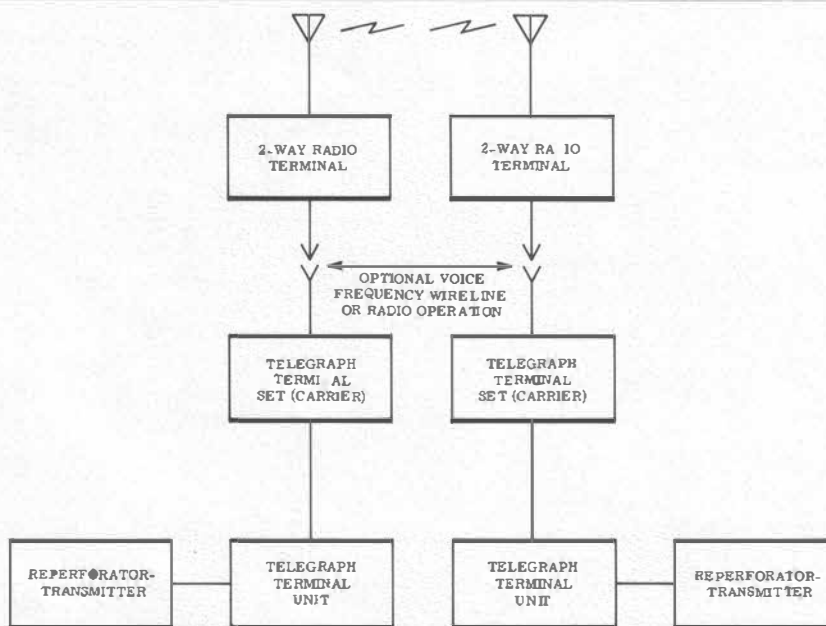 2-WAY RADIO
TERMINAL
2-WAY RA IO
TERMINAL
OPTIONAL VOICE
FREQUENCY WIRELINE
OR RADIO OPERATION
TELEGRAPH
TERMI AL
SET (CARRIER)
TELEGRAPH
TERMINAL
SET (CARRIER)
REPERFORATOR-
TRANSMITTER
TELEGRAPH
TERMINAL
UNIT
TELEGRAPH
TERMINAL
UNIT
REPERFORATOR-
TRANSMITTER